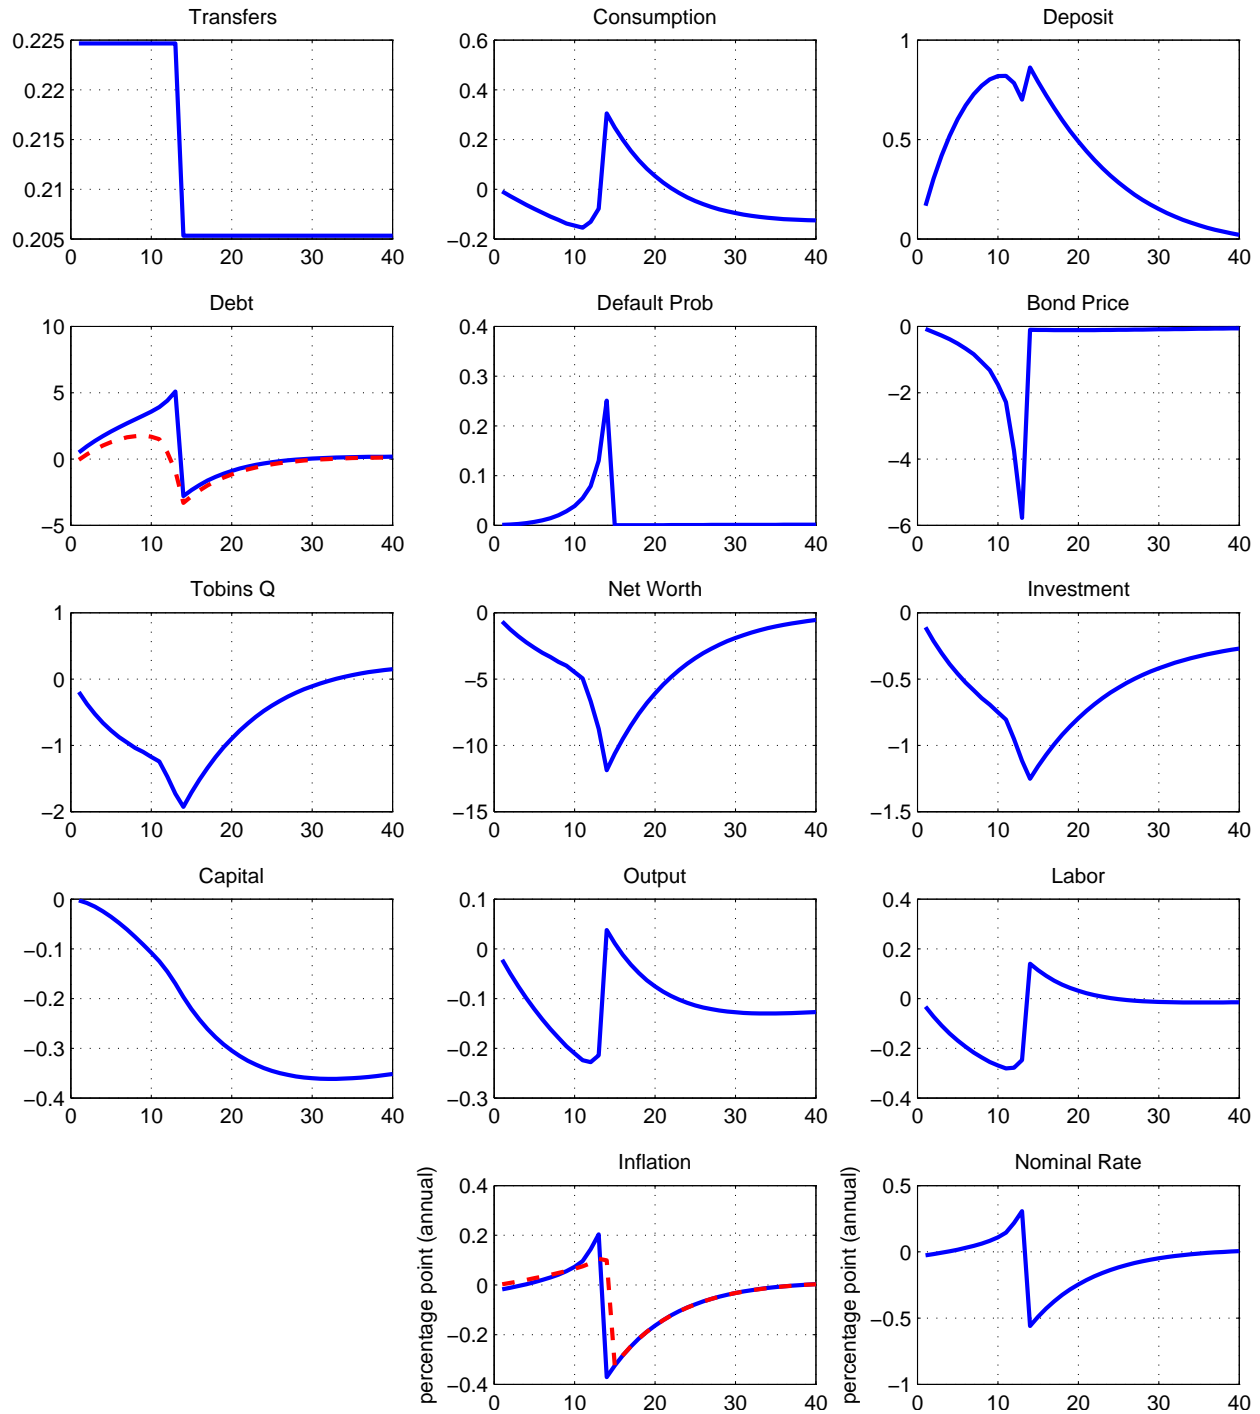 Transfers
0.225
0.22
0.215
0.21
0.205
0 10 20 30 40
Consumption
0.6
0.4
0.2
0
−0.2
0 10 20 30 40
Deposit
1
0.5
0
0 10 20 30 40
Debt
10
5
0
−5
0 10 20 30 40
Default Prob
0.4
0.3
0.2
0.1
0
0 10 20 30 40
Bond Price
0
−2
−4
−6
0 10 20 30 40
Tobins Q
1
0
−1
−2
0 10 20 30 40
Net Worth
0
−5
−10
−15
0 10 20 30 40
Investment
0
−0.5
−1
−1.5
0 10 20 30 40
Capital
0
−0.1
−0.2
−0.3
−0.4
0 10 20 30 40
Output
0.1
0
−0.1
−0.2
−0.3
0 10 20 30 40
Labor
0.4
0.2
0
−0.2
−0.4
0 10 20 30 40
Inflation
percentage point (annual)
0.4
0.2
0
−0.2
−0.4
0 10 20 30 40
Nominal Rate
percentage point (annual)
0.5
0
−0.5
−1
0 10 20 30 40